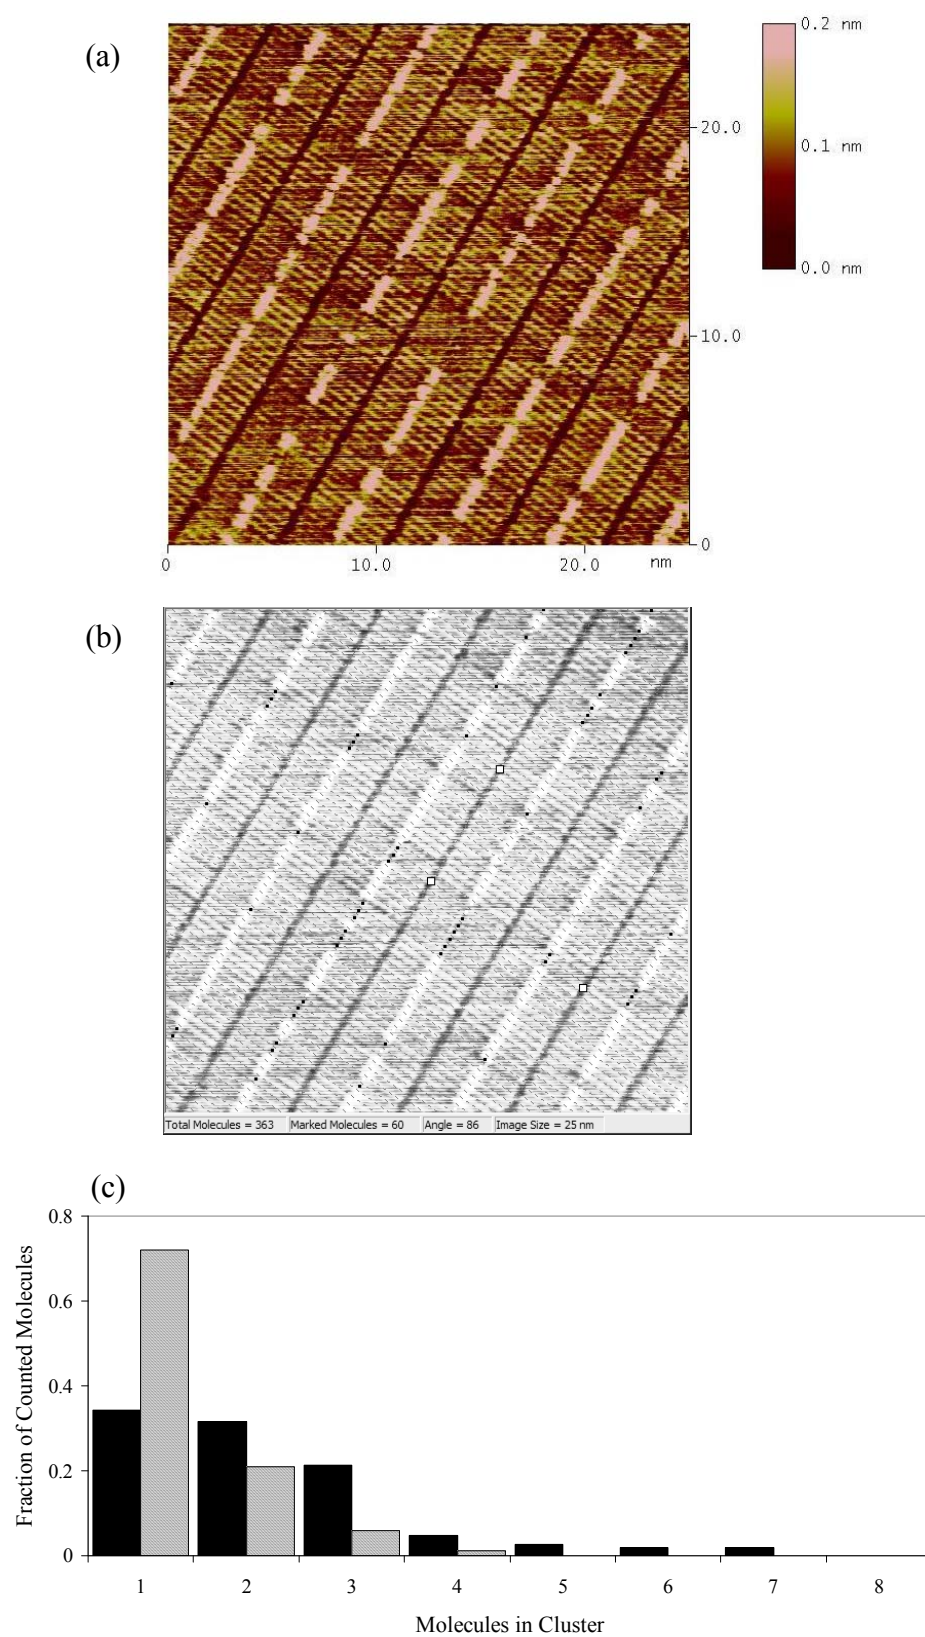 (a)
0.2 nm
0.1 nm
0.0 nm
20.0
10.0
0
0 10.0 20.0 nm
(b)
Total Molecules = 363 Marked Molecules = 60 Angle = 86 Image Size = 25 nm
(c)
Fraction of Counted Molecules
0.8
0.6
0.4
0.2
0
1 2 3 4 5 6 7 8
Molecules in Cluster